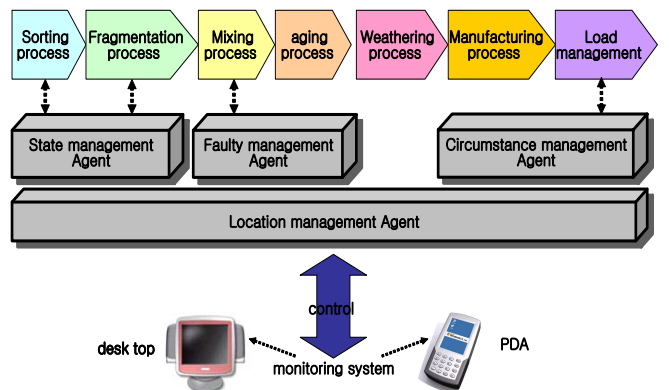 Sorting
process
Fragmentation
process
Mixing
process
aging
process
Weathering
process
Manufacturing
process
Load
management
State management
Agent
Faulty management
Agent
Circumstance management
Agent
Location management Agent
control
desk top
monitoring system
PDA